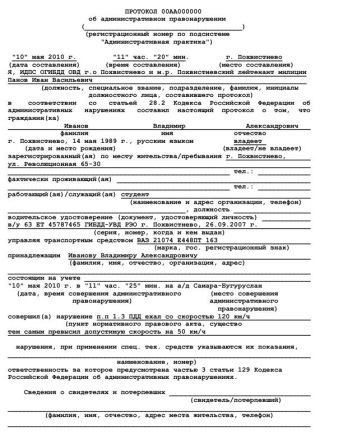 ПРОТОКОЛ 00АА000000
об административном правонарушении
( )
(регистрационный номер по подсистеме
"Административная практика")
"10" мая 2010 г. "11" час. "20" мин. г. Похвистнево
(дата составления) (время составления) (место составления)
Я, ИДПС ОГИБДД ОВД г.о Похвистнево и м.р. Похвистневский лейтенант милиции
Панов Иван Васильевич
(должность, специальное звание, подразделение, фамилия, инициалы
должностного лица, составившего протокол)
в соответствии со статьей 28.2 Кодекса Российской Федерации об
административных нарушениях составил настоящий протокол о том, что
гражданин(ка)
Иванов Владимир Александрович
фамилия имя отчество
г. Похвистнево, 14 мая 1989 г., русским языком владеет
(дата и место рождения) (владеет/не владеет)
зарегистрированный(ая) по месту жительства/пребывания г. Похвистнево,
ул. Революционная 65-30
тел.:
фактически проживающий(ая)
тел.:
работающий(ая)/служащий(ая) студент
(наименование и адрес организации, телефон)
, должность
водительское удостоверение (документ, удостоверяющий личность)
в/у 63 ЕТ 45787465 ГИБДД-УВД РЭО г. Похвистнево, 26.09.2007 г.
(серия, номер, когда и кем выдан)
управляя транспортным средством ВАЗ 21074 Е448ПТ 163
(марка, гос. регистрационный знак)
принадлежащим Иванову Владимиру Александровичу
(фамилия, имя, отчество, организация, адрес)
состоящим на учете
"10" мая 2010 г. в "11" час. "25" мин. на а/д Самара-Бугуруслан
(дата, время совершения административного (место совершения
правонарушения) административного
правонарушения)
совершил(а) нарушение п.п 1.3 ПДД ехал со скоростью 120 км/ч
(пункт нормативного правового акта, существо
тем самым превысил допустимую скорость на 50 км/ч
нарушения, при применении спец. тех. средств указываются их показания,
наименование, номер)
ответственность за которое предусмотрена частью 3 статьи 129 Кодекса
Российской Федерации об административных правонарушениях.
Сведения о свидетелях и потерпевших
(свидетель/потерпевший)
(фамилия, имя, отчество, адрес места жительства, телефон)